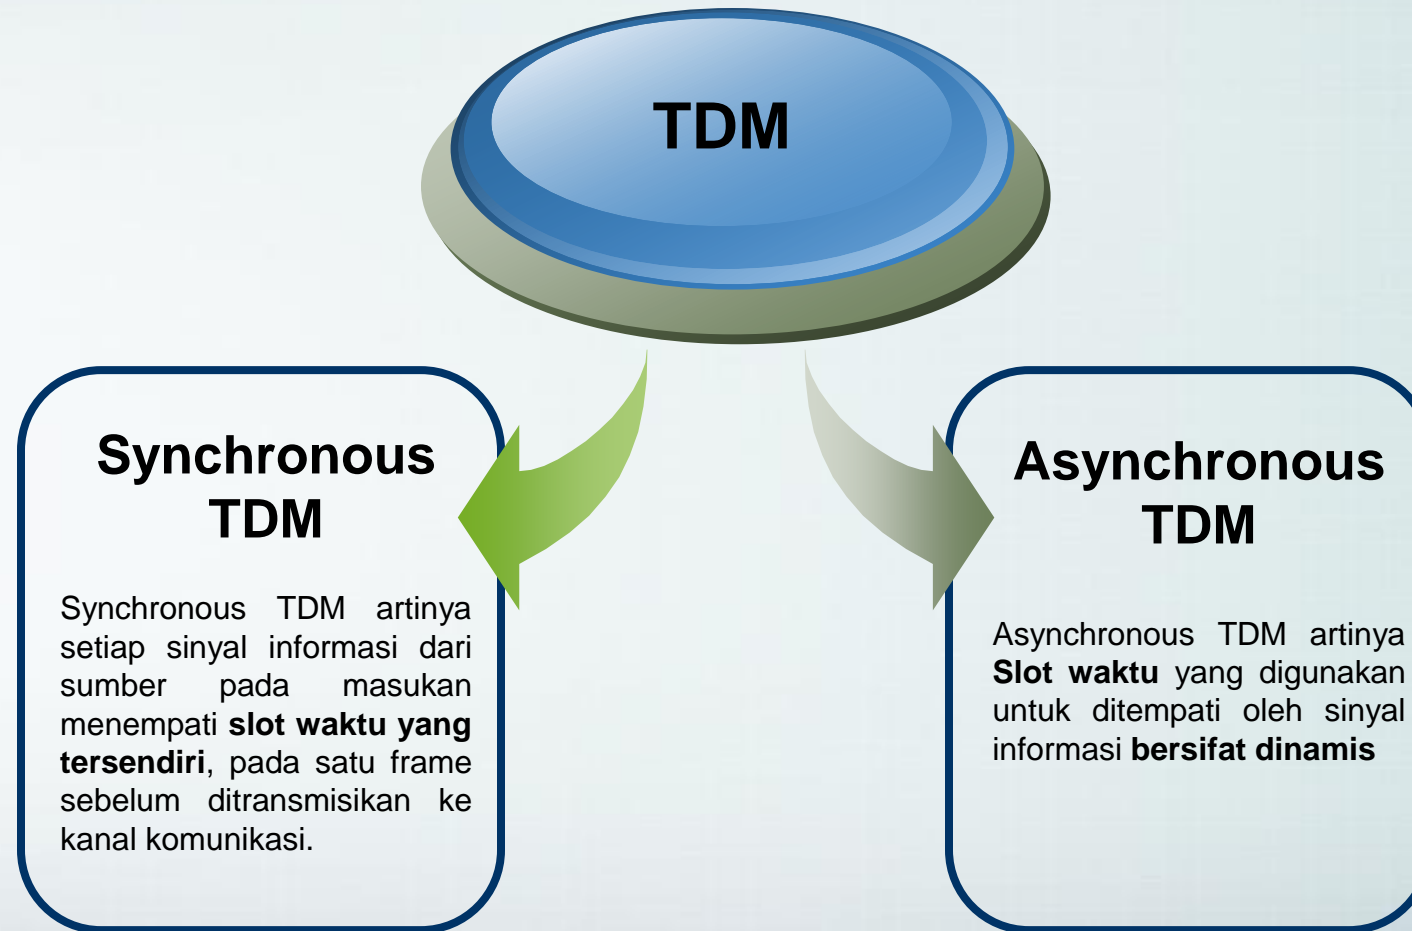 TDM
Synchronous
TDM
Synchronous TDM artinya
setiap sinyal informasi dari
sumber pada masukan
menempati slot waktu yang
tersendiri, pada satu frame
sebelum ditransmisikan ke
kanal komunikasi.
Asynchronous
TDM
Asynchronous TDM artinya
Slot waktu yang digunakan
untuk ditempati oleh sinyal
informasi bersifat dinamis